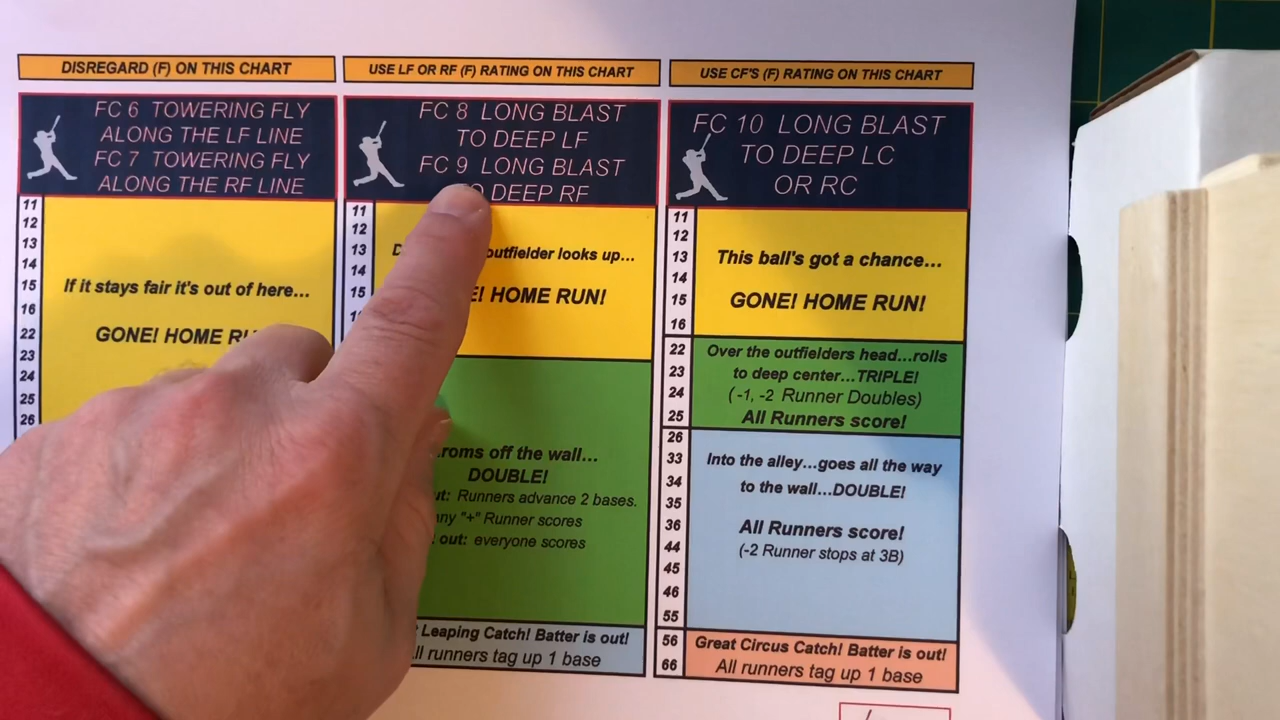 DISREGARD (F) ON THIS CHART
FC 6 TOWERING FLY
ALONG THE LF LINE
FC 7 TOWERING FLY
ALONG THE RF LINE
11
12
13
14
15
16
22
23
24
25
26
If it stays fair it's out of here...
GONE! HOME
USE LF OR RF (F) RATING ON THIS CHART
FC 8 LONG BLAST
TO DEEP LF
FC 9 LONG BLAST
DEEP RF
11
12
13
14
15
outfielder looks up...
HOME RUN!
off the wall...
DOUBLE!
Runners advance 2 bases.
"+" Runner scores
out: everyone scores
Leaping Catch! Batter is out!
runners tag up 1 base
USE CF'S (F) RATING ON THIS CHART
FC 10 LONG BLAST
TO DEEP LC
OR RC
11
12
13
14
15
16
This ball's got a chance...
GONE! HOME RUN!
22
23
24
25
Over the outfielders head...rolls
to deep center...TRIPLE!
(-1, -2 Runner Doubles)
All Runners score!
26
33
34
35
36
44
45
46
55
Into the alley...goes all the way
to the wall...DOUBLE!
All Runners score!
(-2 Runner stops at 3B)
56
66
Great Circus Catch! Batter is out!
All runners tag up 1 base